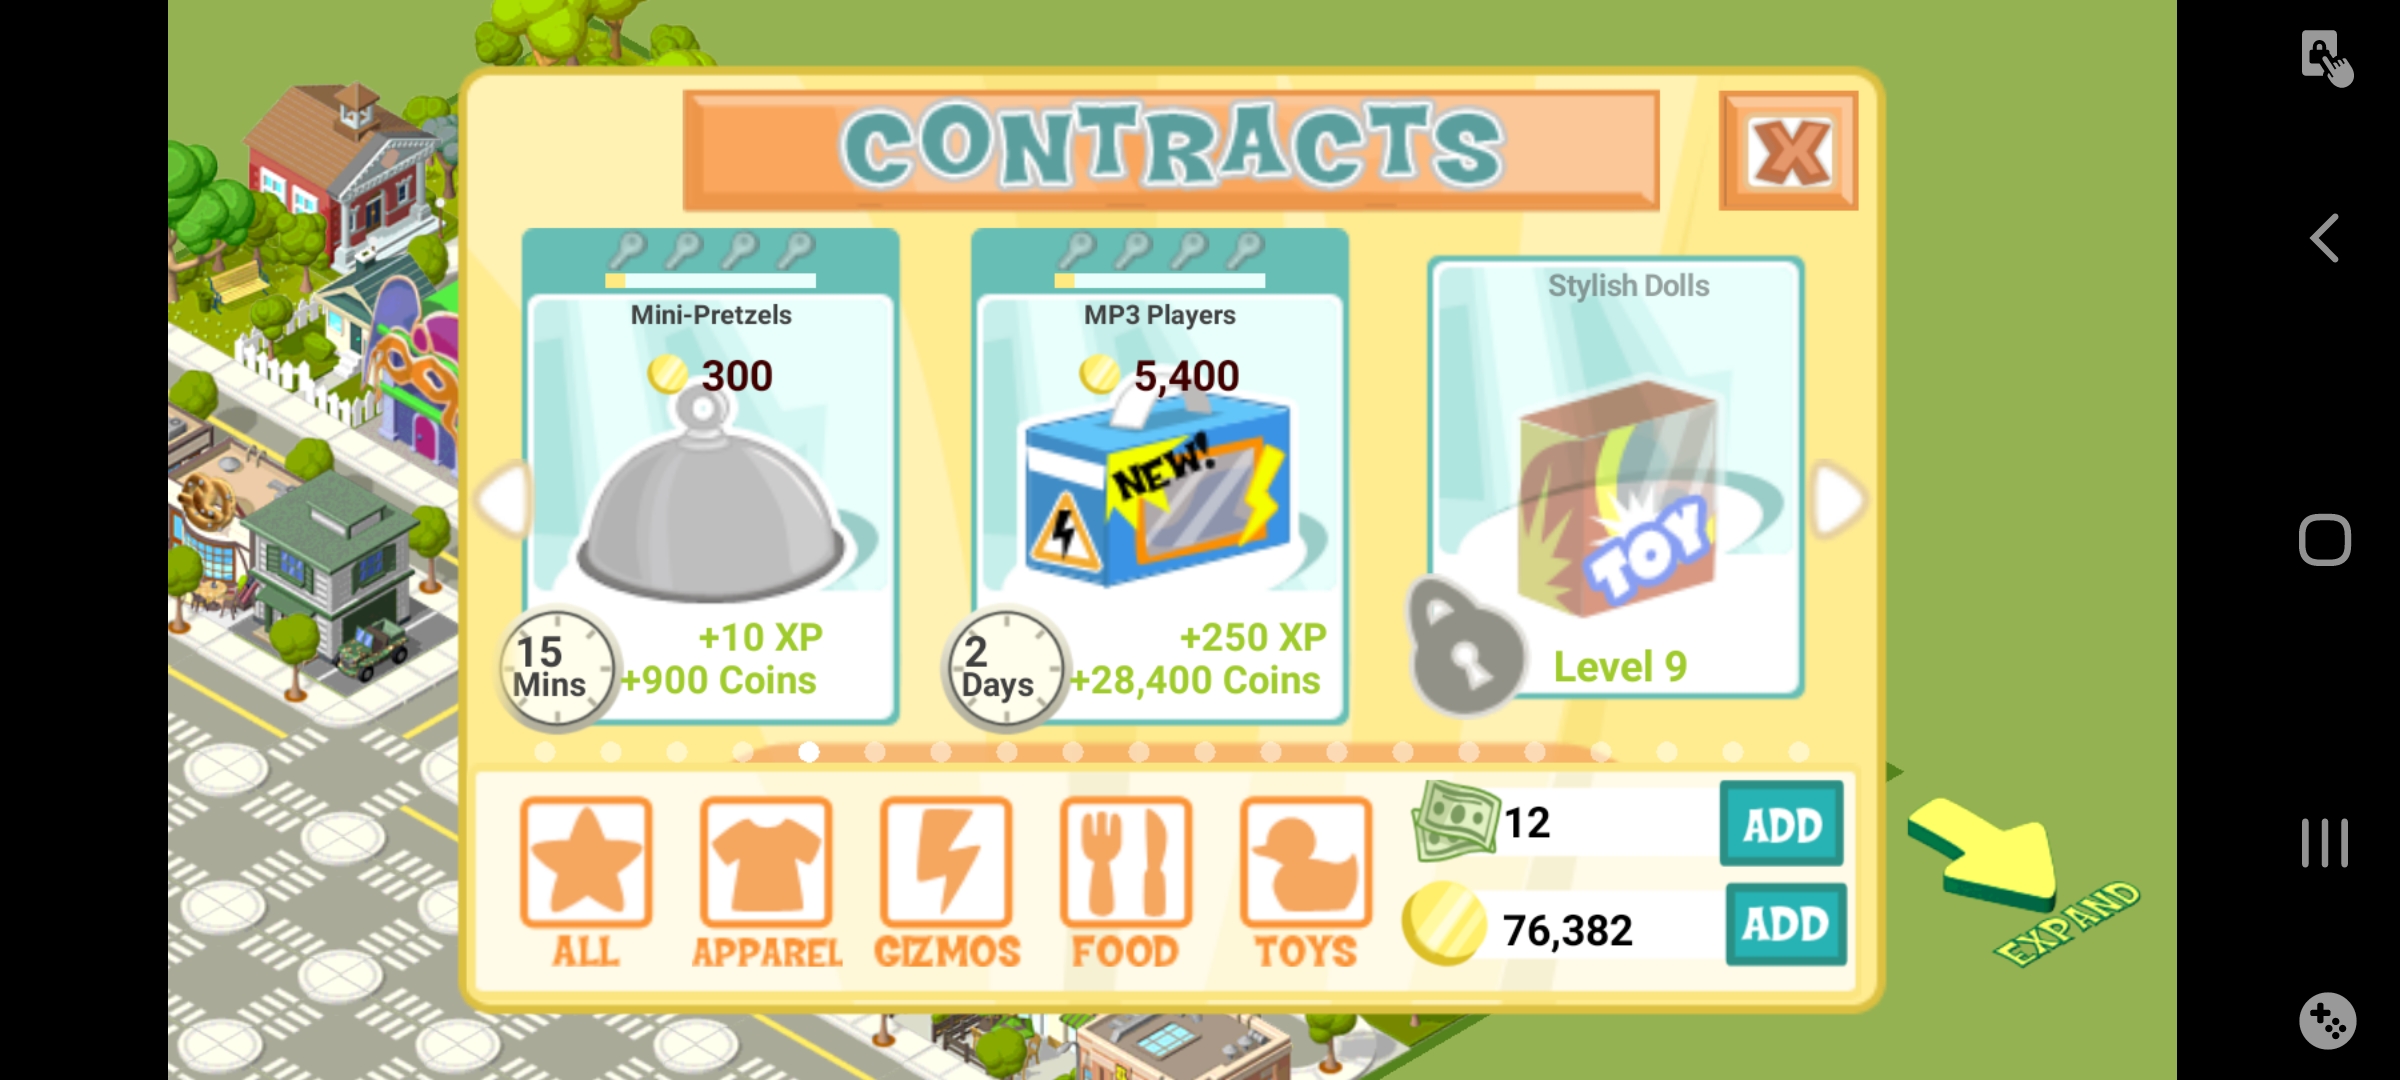 CONTRACTS
X
Mini-Pretzels
300
15
Mins
+10 XP
+900 Coins
MP3 Players
5,400
NEW!
2
Days
+250 XP
+28,400 Coins
Stylish Dolls
TOY
Level 9
ALL
APPAREL
GIZMOS
FOOD
TOYS
12
ADD
76,382
ADD
EXPAND